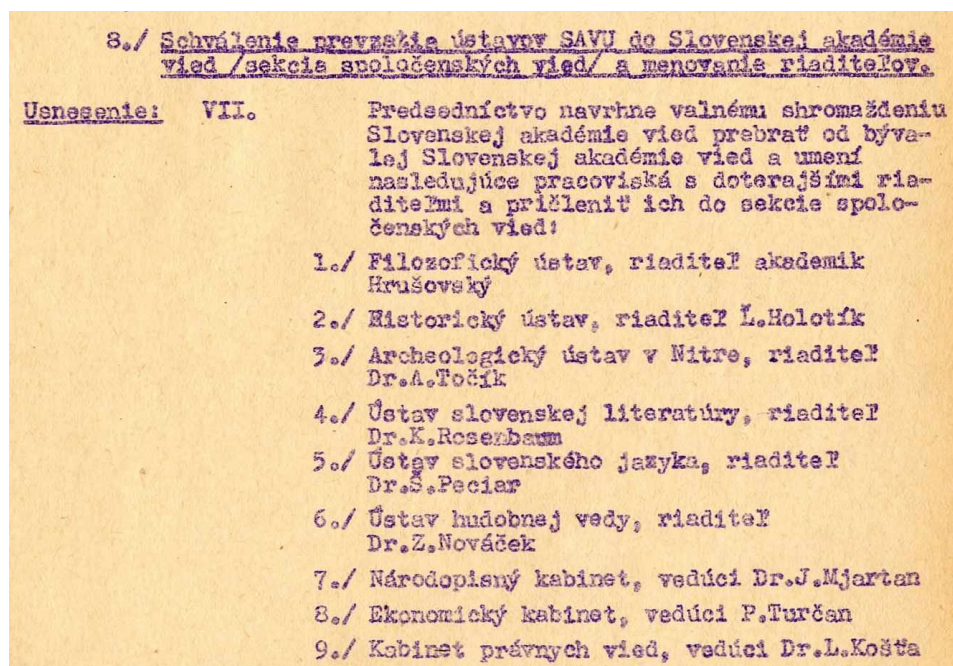 8./ Schválenie prevzatia ústavov SAVU do Slovenskej akadémie
vied /sekcia spoločenských vied/ a menovanie riaditeľov.
Usnesenie: VII. Predsedníctvo navrhne valnému shromaždeniu
Slovenskej akadémie vied prebrať od býva-
lej Slovenskej akadémie vied a umení
nasledujúce pracoviská s doterajšími ria-
diteľmi a pričleniť ich do sekcie spolo-
čenských vied:
1./ Filozofický ústav, riaditeľ akademik
Hrušovský
2./ Historický ústav, riaditeľ Ľ.Holotík
3./ Archeologický ústav v Nitre, riaditeľ
Dr.A.Točík
4./ Ústav slovenskej literatúry, riaditeľ
Dr.K.Rosenbaum
5./ Ústav slovenského jazyka, riaditeľ
Dr.Š.Peciar
6./ Ústav hudobnej vedy, riaditeľ
Dr.Z.Nováček
7./ Národopisný kabinet, vedúci Dr.J.Mjartan
8./ Ekonomický kabinet, vedúci P.Turčan
9./ Kabinet právnych vied, vedúci Dr.L.Košťa